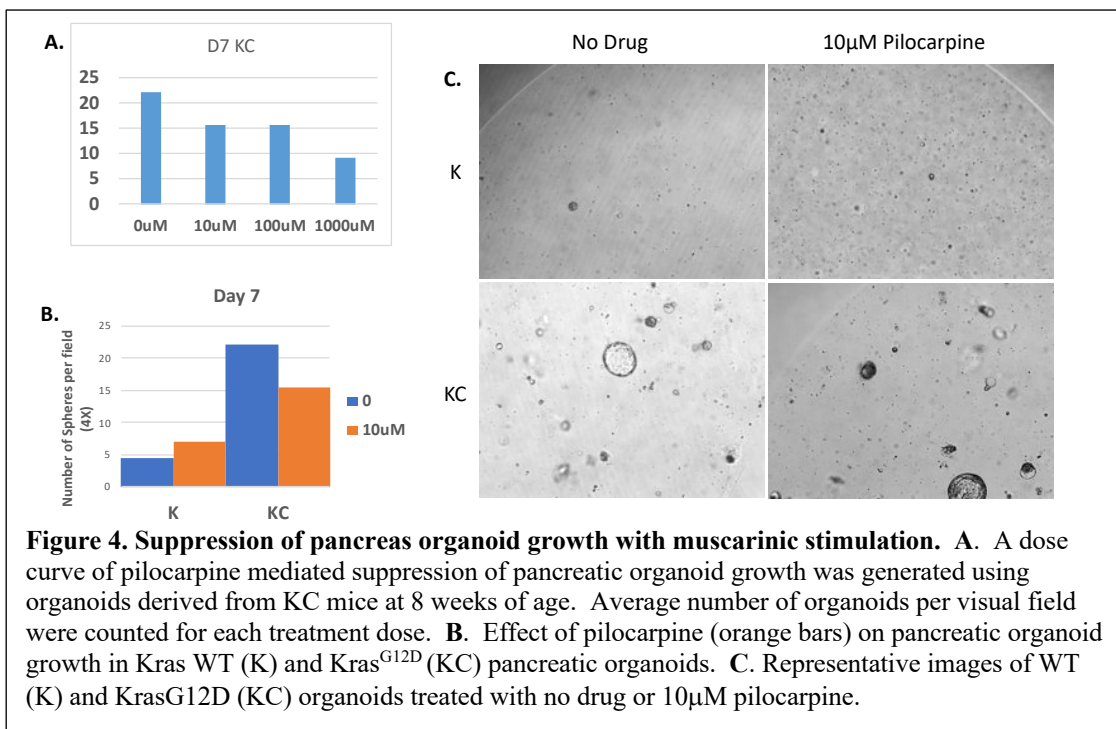 A.
D7 KC
25
20
15
10
5
0
0uM 10uM 100uM 1000uM
B.
Day 7
Number of Spheres per field
(4X)
25
20
15
10
5
0
K KC
0
10uM
No Drug 10µM Pilocarpine
C.
K
KC
Figure 4. Suppression of pancreas organoid growth with muscarinic stimulation. A. A dose
curve of pilocarpine mediated suppression of pancreatic organoid growth was generated using
organoids derived from KC mice at 8 weeks of age. Average number of organoids per visual field
were counted for each treatment dose. B. Effect of pilocarpine (orange bars) on pancreatic organoid
growth in Kras WT (K) and Kras^G12D (KC) pancreatic organoids. C. Representative images of WT
(K) and KrasG12D (KC) organoids treated with no drug or 10µM pilocarpine.